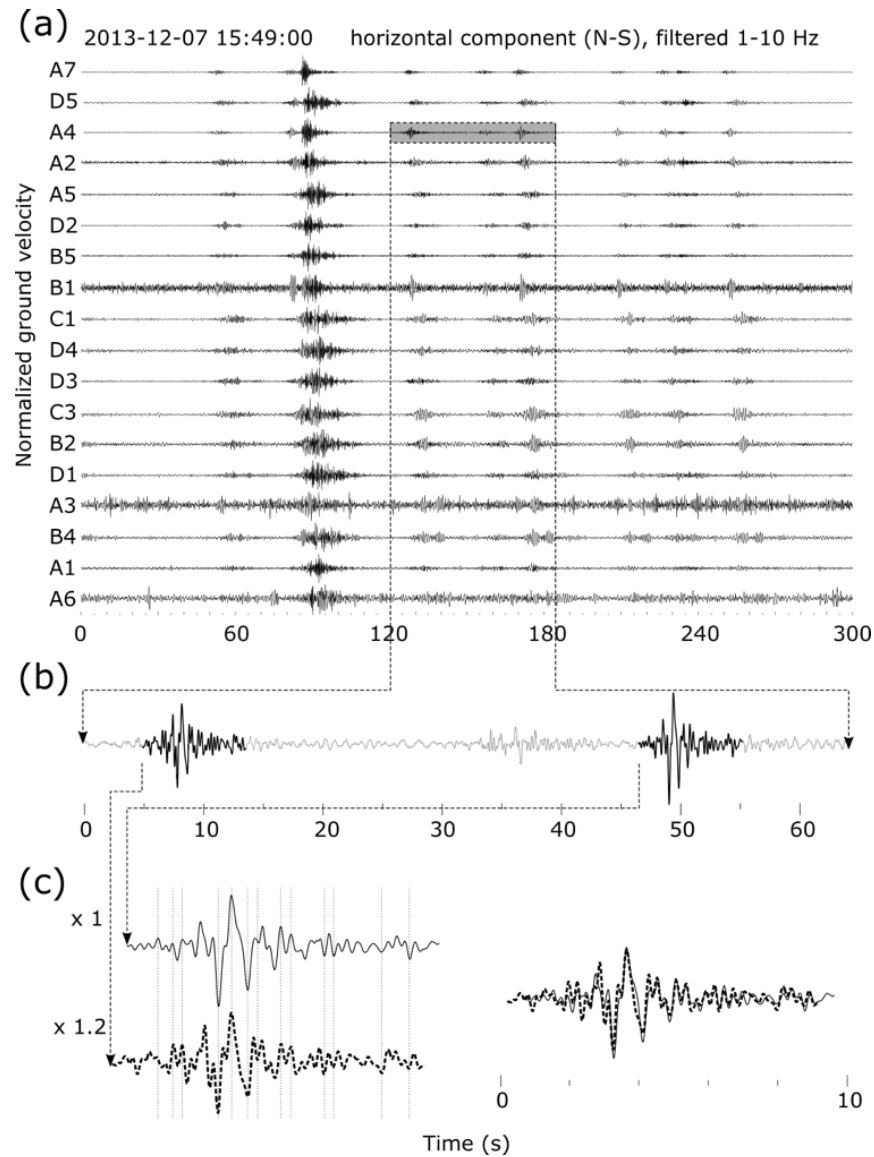 (a)
2013-12-07 15:49:00 horizontal component (N-S), filtered 1-10 Hz
Normalized ground velocity
A7
D5
A4
A2
A5
D2
B5
B1
C1
D4
D3
C3
B2
D1
A3
B4
A1
A6
0 60 120 180 240 300
(b)
0 10 20 30 40 50 60
(c)
x 1
x 1.2
0 10
Time (s)